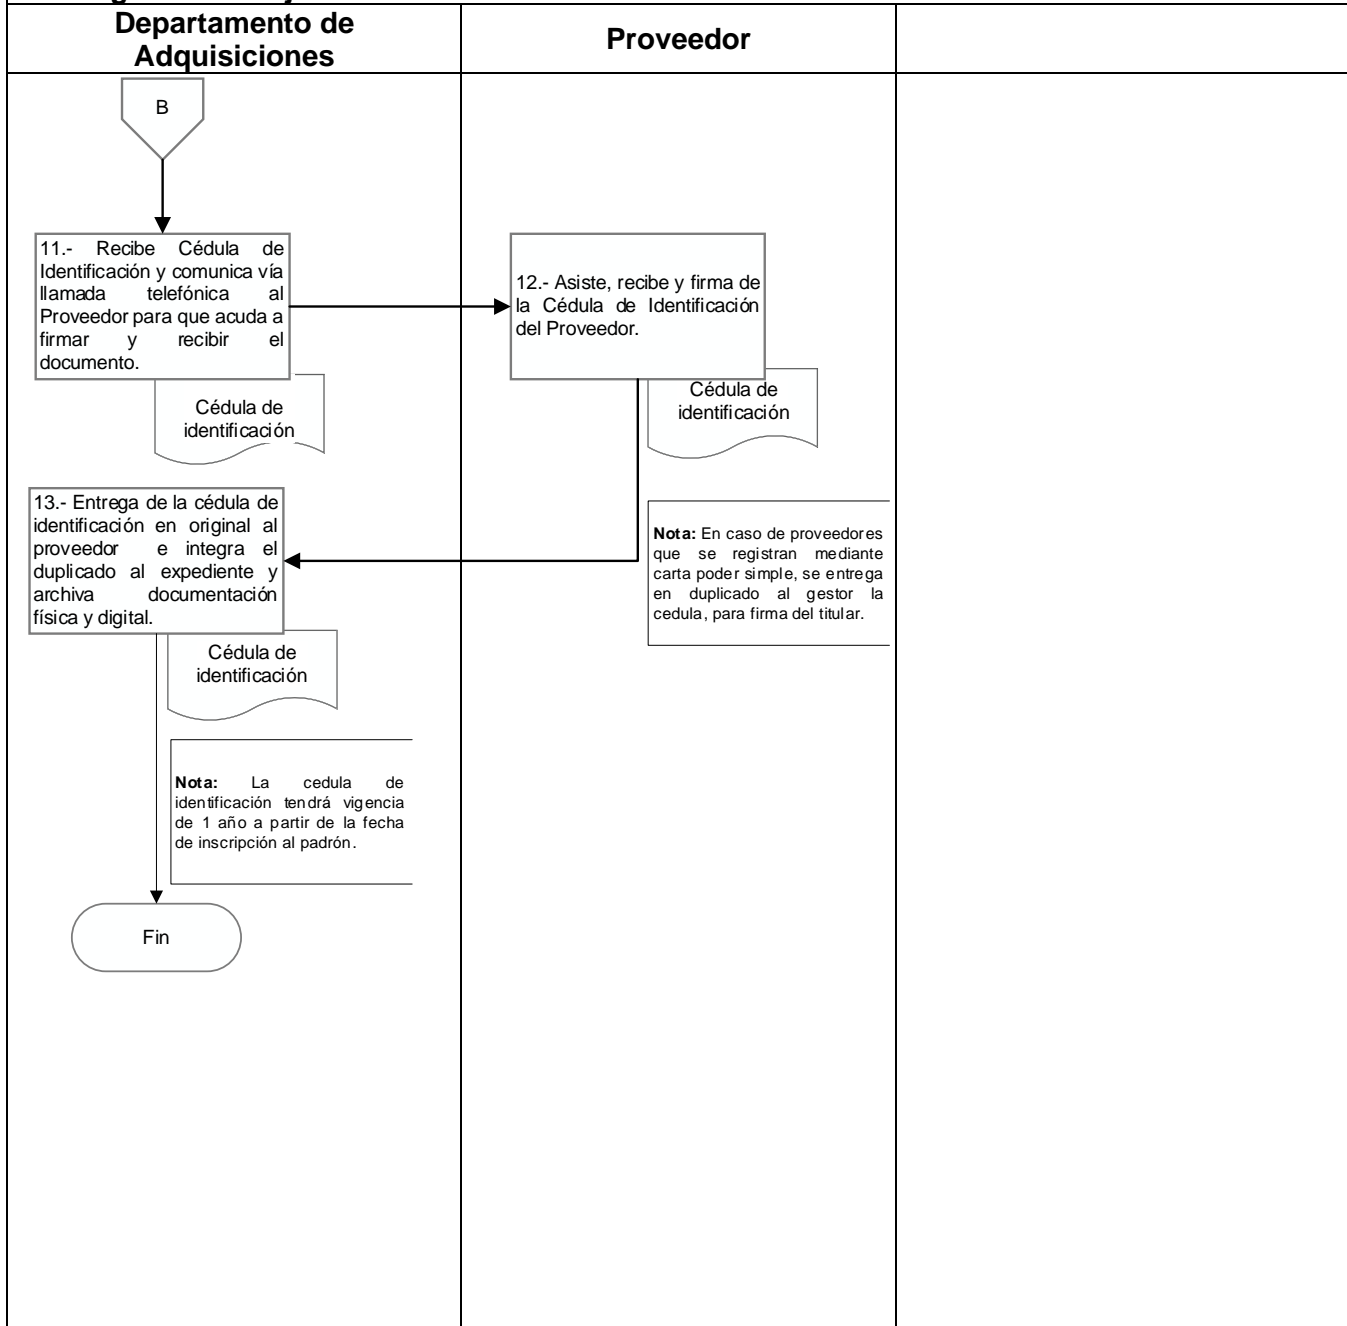 Departamento de
Adquisiciones
Proveedor
B
11.- Recibe Cédula de
Identificación y comunica vía
llamada telefónica al
Proveedor para que acuda a
firmar y recibir el
documento.
Cédula de
identificación
12.- Asiste, recibe y firma de
la Cédula de Identificación
del Proveedor.
Cédula de
identificación
13.- Entrega de la cédula de
identificación en original al
proveedor e integra el
duplicado al expediente y
archiva documentación
física y digital.
Cédula de
identificación
Nota: En caso de proveedores
que se registran mediante
carta poder simple, se entrega
en duplicado al gestor la
cedula, para firma del titular.
Nota: La cedula de
identificación tendrá vigencia
de 1 año a partir de la fecha
de inscripción al padrón.
Fin